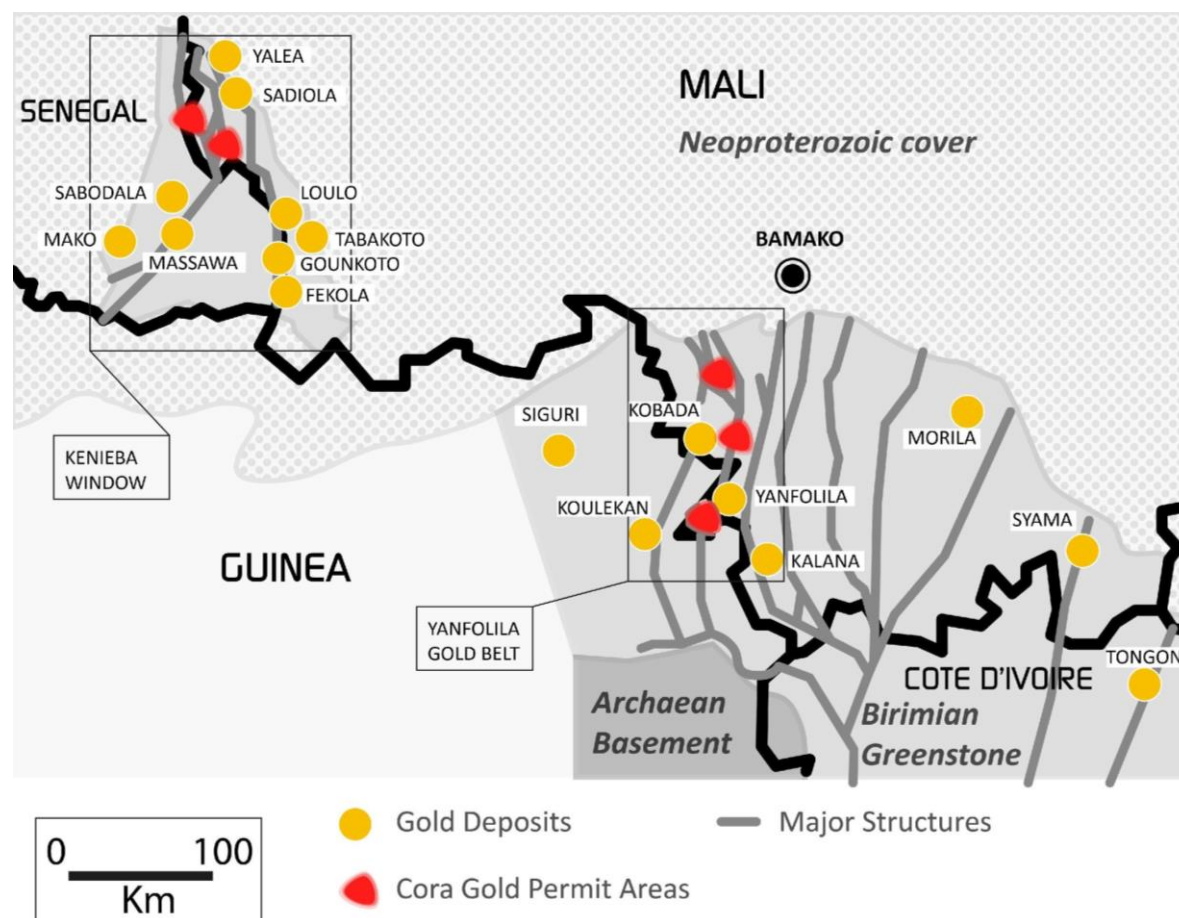 YALEA
MALI
SENEGAL
SADIOLA
Neoproterozoic cover
SABODALA
LOULO
MAKO
TABAKOTO
BAMAKO
MASSAWA
GOUNKOTO
FEKOLA
SIGURI
KOBADA
MORILA
KENIEBA
WINDOW
YANFOLILA
KOULEKAN
SYAMA
GUINEA
KALANA
YANFOLILA
GOLD BELT
TONGON
COTE D'IVOIRE
Archaean
Basement
Birimian
Greenstone
Gold Deposits
Major Structures
0 100
Km
Cora Gold Permit Areas